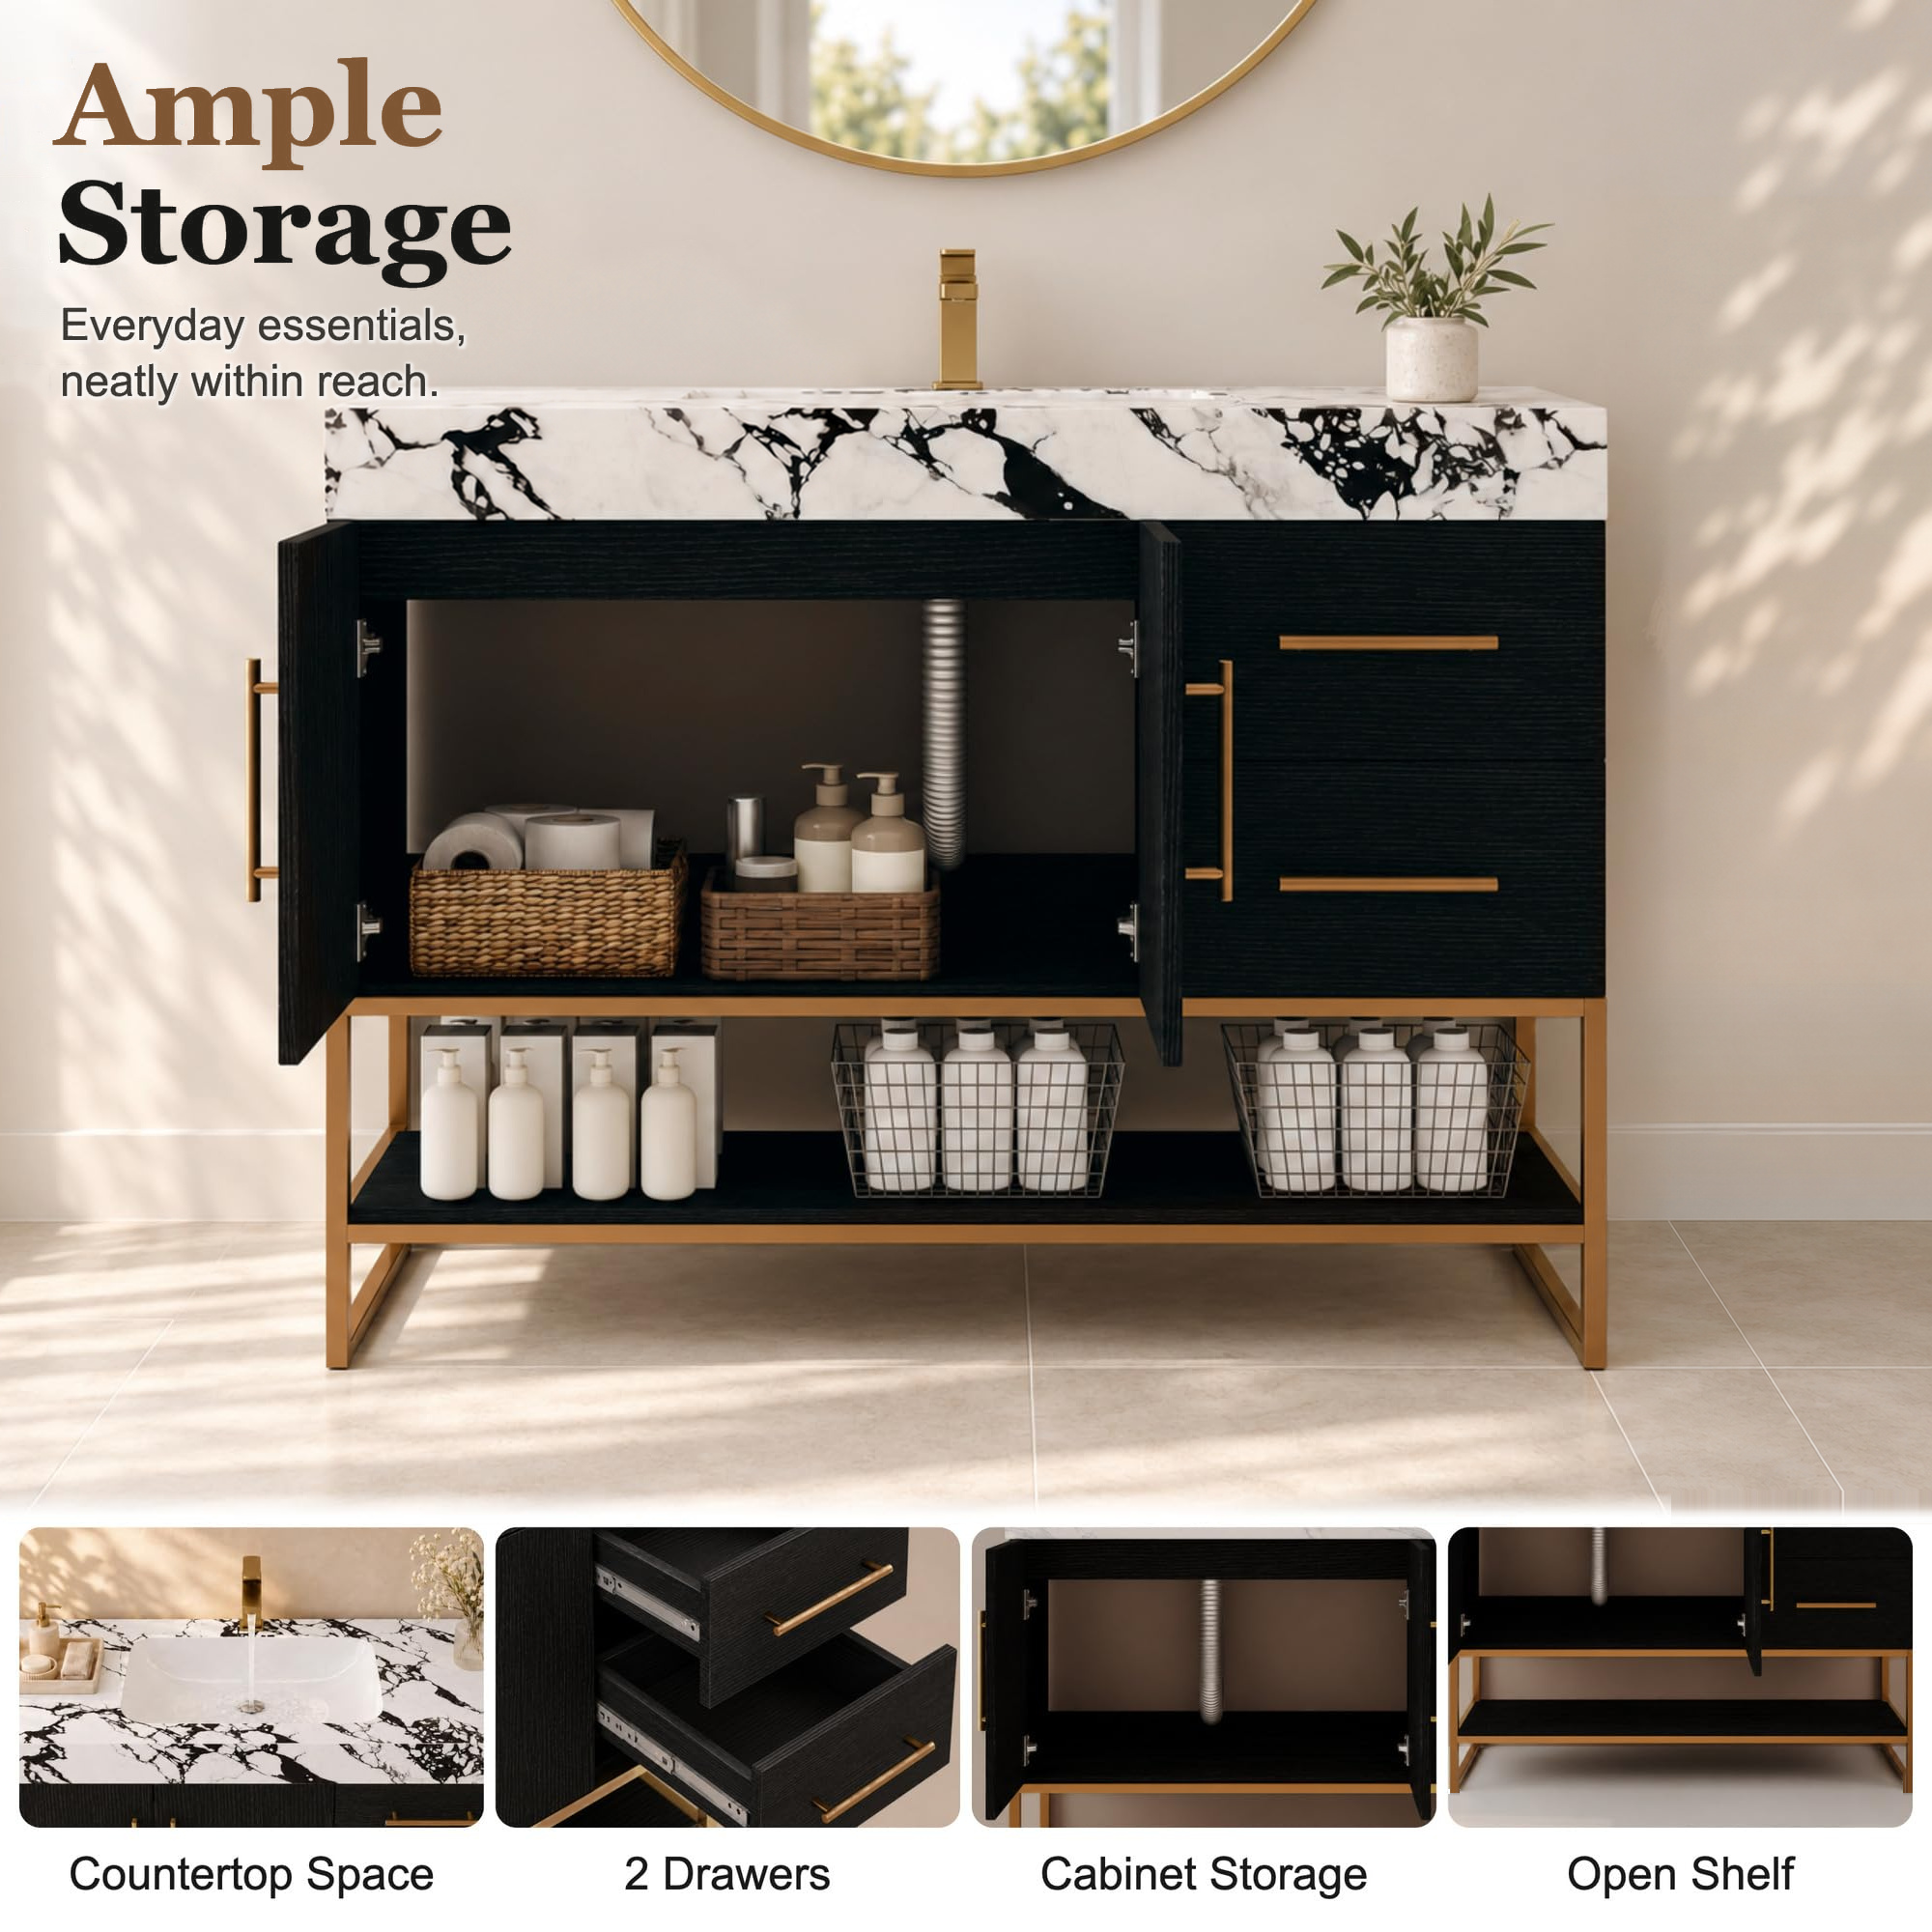 Ample
Storage
Everyday essentials,
neatly within reach.
Countertop Space
2 Drawers
Cabinet Storage
Open Shelf